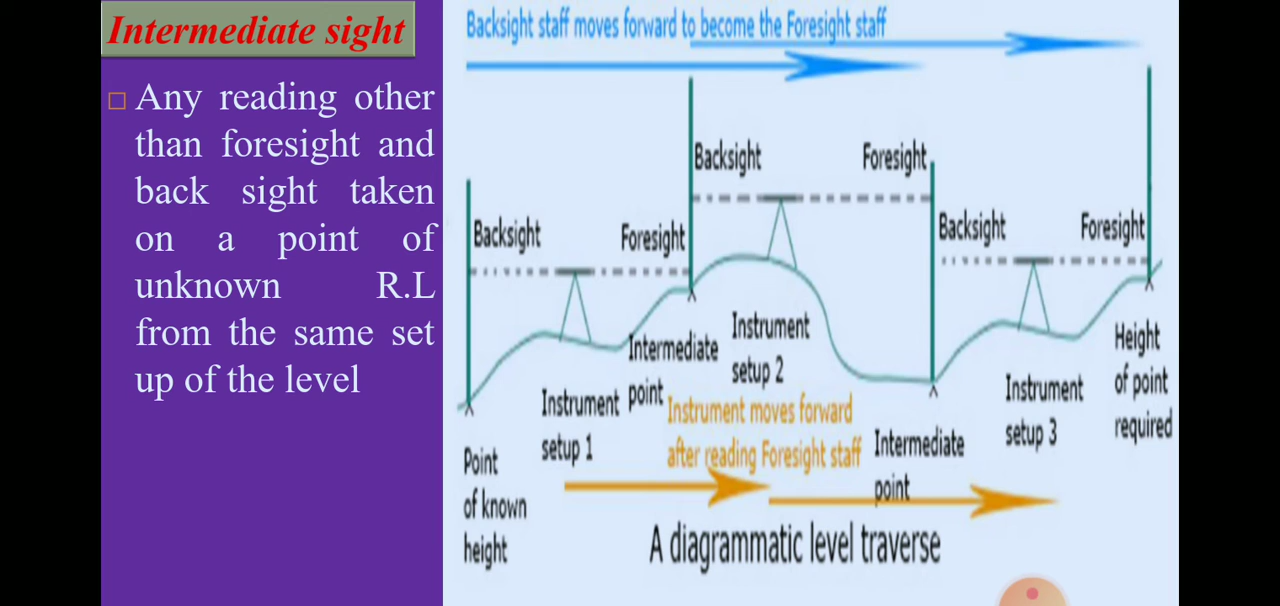 Intermediate sight
Any reading other
than foresight and
back sight taken
on a point of
unknown R.L
from the same set
up of the level
Backsight staff moves forward to become the Foresight staff
Backsight
Foresight
Backsight
Foresight
Backsight
Foresight
Point
of known
height
Instrument
setup 1
Intermediate
point
Instrument
setup 2
Instrument moves forward
after reading Foresight staff
Intermediate
point
Instrument
setup 3
Height
of point
required
A diagrammatic level traverse